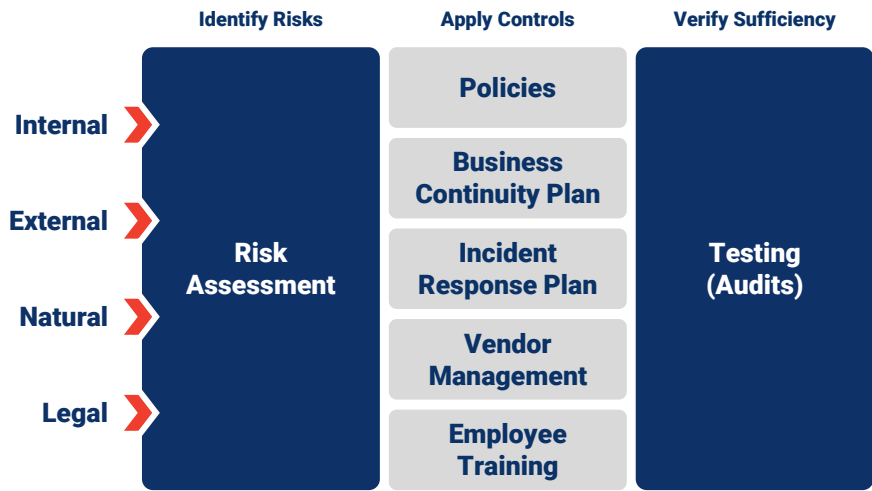 Identify Risks
Apply Controls
Verify Sufficiency
Internal
External
Natural
Legal
Risk
Assessment
Policies
Business
Continuity Plan
Incident
Response Plan
Vendor
Management
Employee
Training
Testing
(Audits)